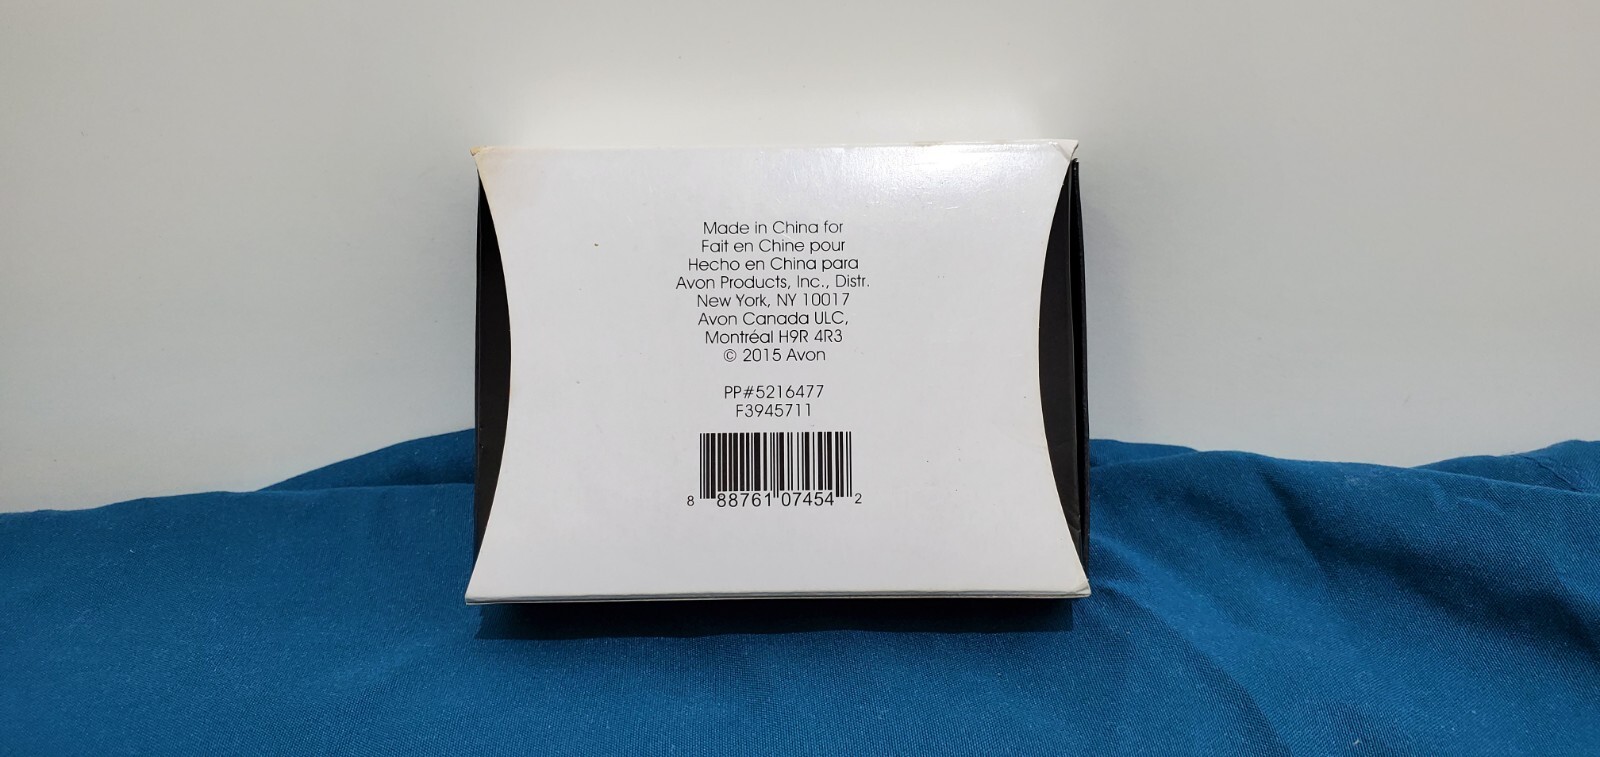 Made in China for
Fait en Chine pour
Hecho en China para
Avon Products, Inc., Distr.
New York, NY 10017
Avon Canada ULC,
Montréal H9R 4R3
© 2015 Avon
PP#5216477
F3945711
8 88761 07454 2